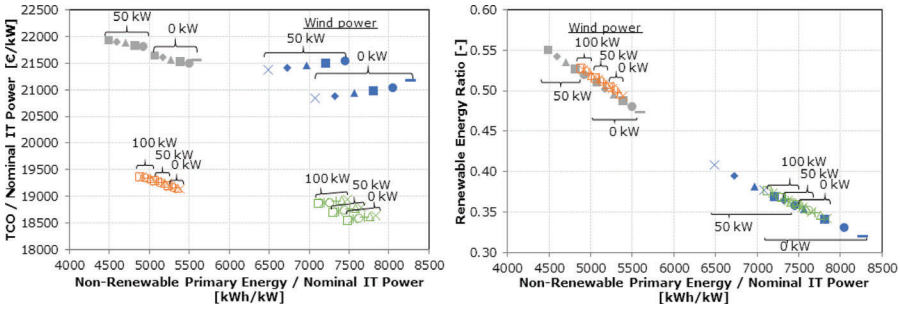 TCO / Nominal IT Power [€/kW]
22500
22000
21500
21000
20500
20000
19500
19000
18500
18000
50 kW
0 kW
Wind power
50 kW
0 kW
100 kW
50 kW
0 kW
100 kW
50 kW
0 kW
4000 4500 5000 5500 6000 6500 7000 7500 8000 8500
Non-Renewable Primary Energy / Nominal IT Power
[kWh/kW]
Renewable Energy Ratio [-]
0.60
0.55
0.50
0.45
0.40
0.35
0.30
Wind power
100 kW
50 kW
0 kW
50 kW
0 kW
100 kW
50 kW
0 kW
50 kW
0 kW
4000 4500 5000 5500 6000 6500 7000 7500 8000 8500
Non-Renewable Primary Energy / Nominal IT Power
[kWh/kW]